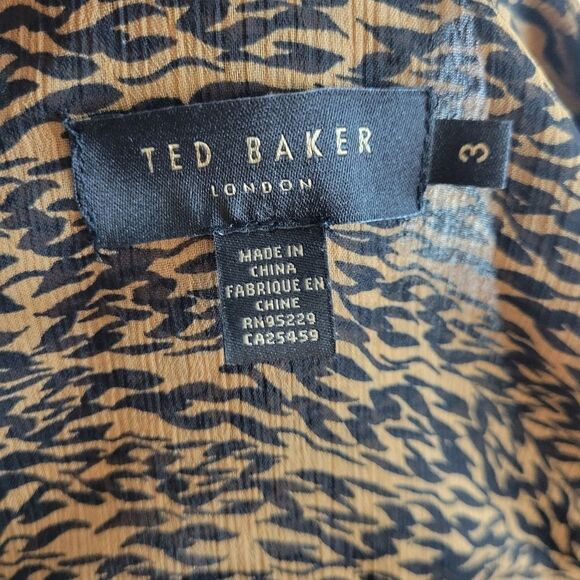 TED BAKER
LONDON
3
MADE IN
CHINA
FABRIQUE EN
CHINE
RN95229
CA25459